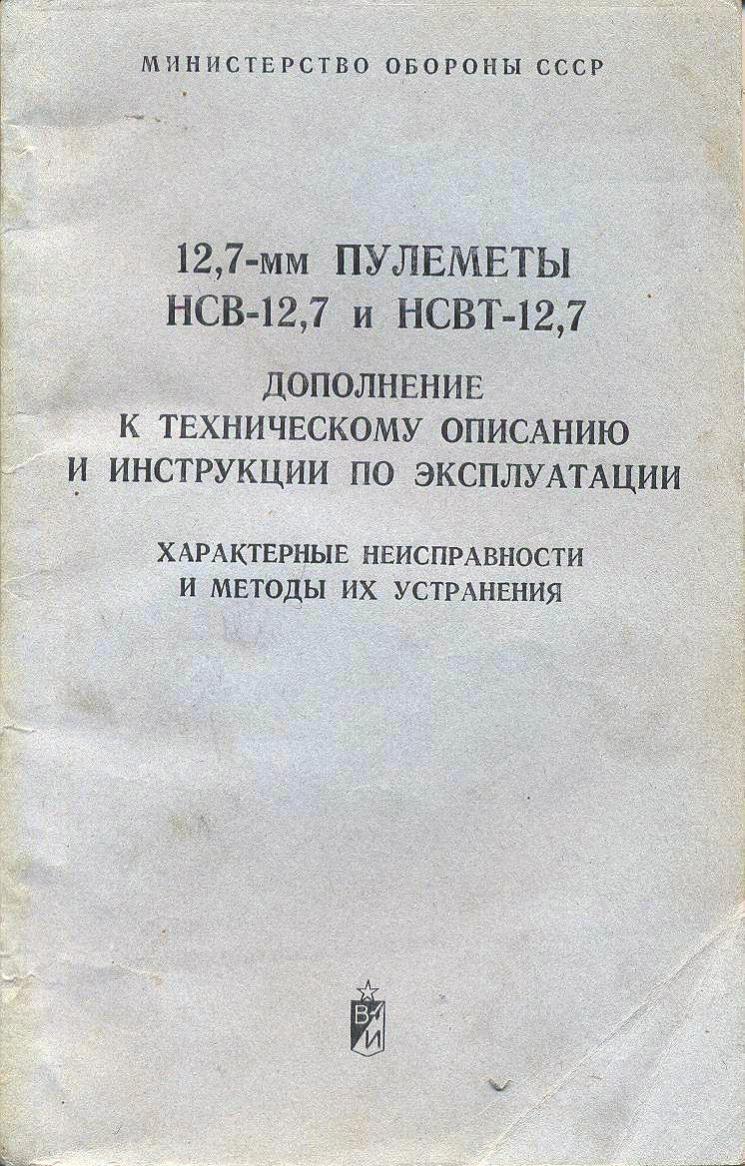 МИНИСТЕРСТВО ОБОРОНЫ СССР
12,7-мм ПУЛЕМЕТЫ
НСВ-12,7 и НСВТ-12,7
ДОПОЛНЕНИЕ
К ТЕХНИЧЕСКОМУ ОПИСАНИЮ
И ИНСТРУКЦИИ ПО ЭКСПЛУАТАЦИИ
ХАРАКТЕРНЫЕ НЕИСПРАВНОСТИ
И МЕТОДЫ ИХ УСТРАНЕНИЯ
В
И